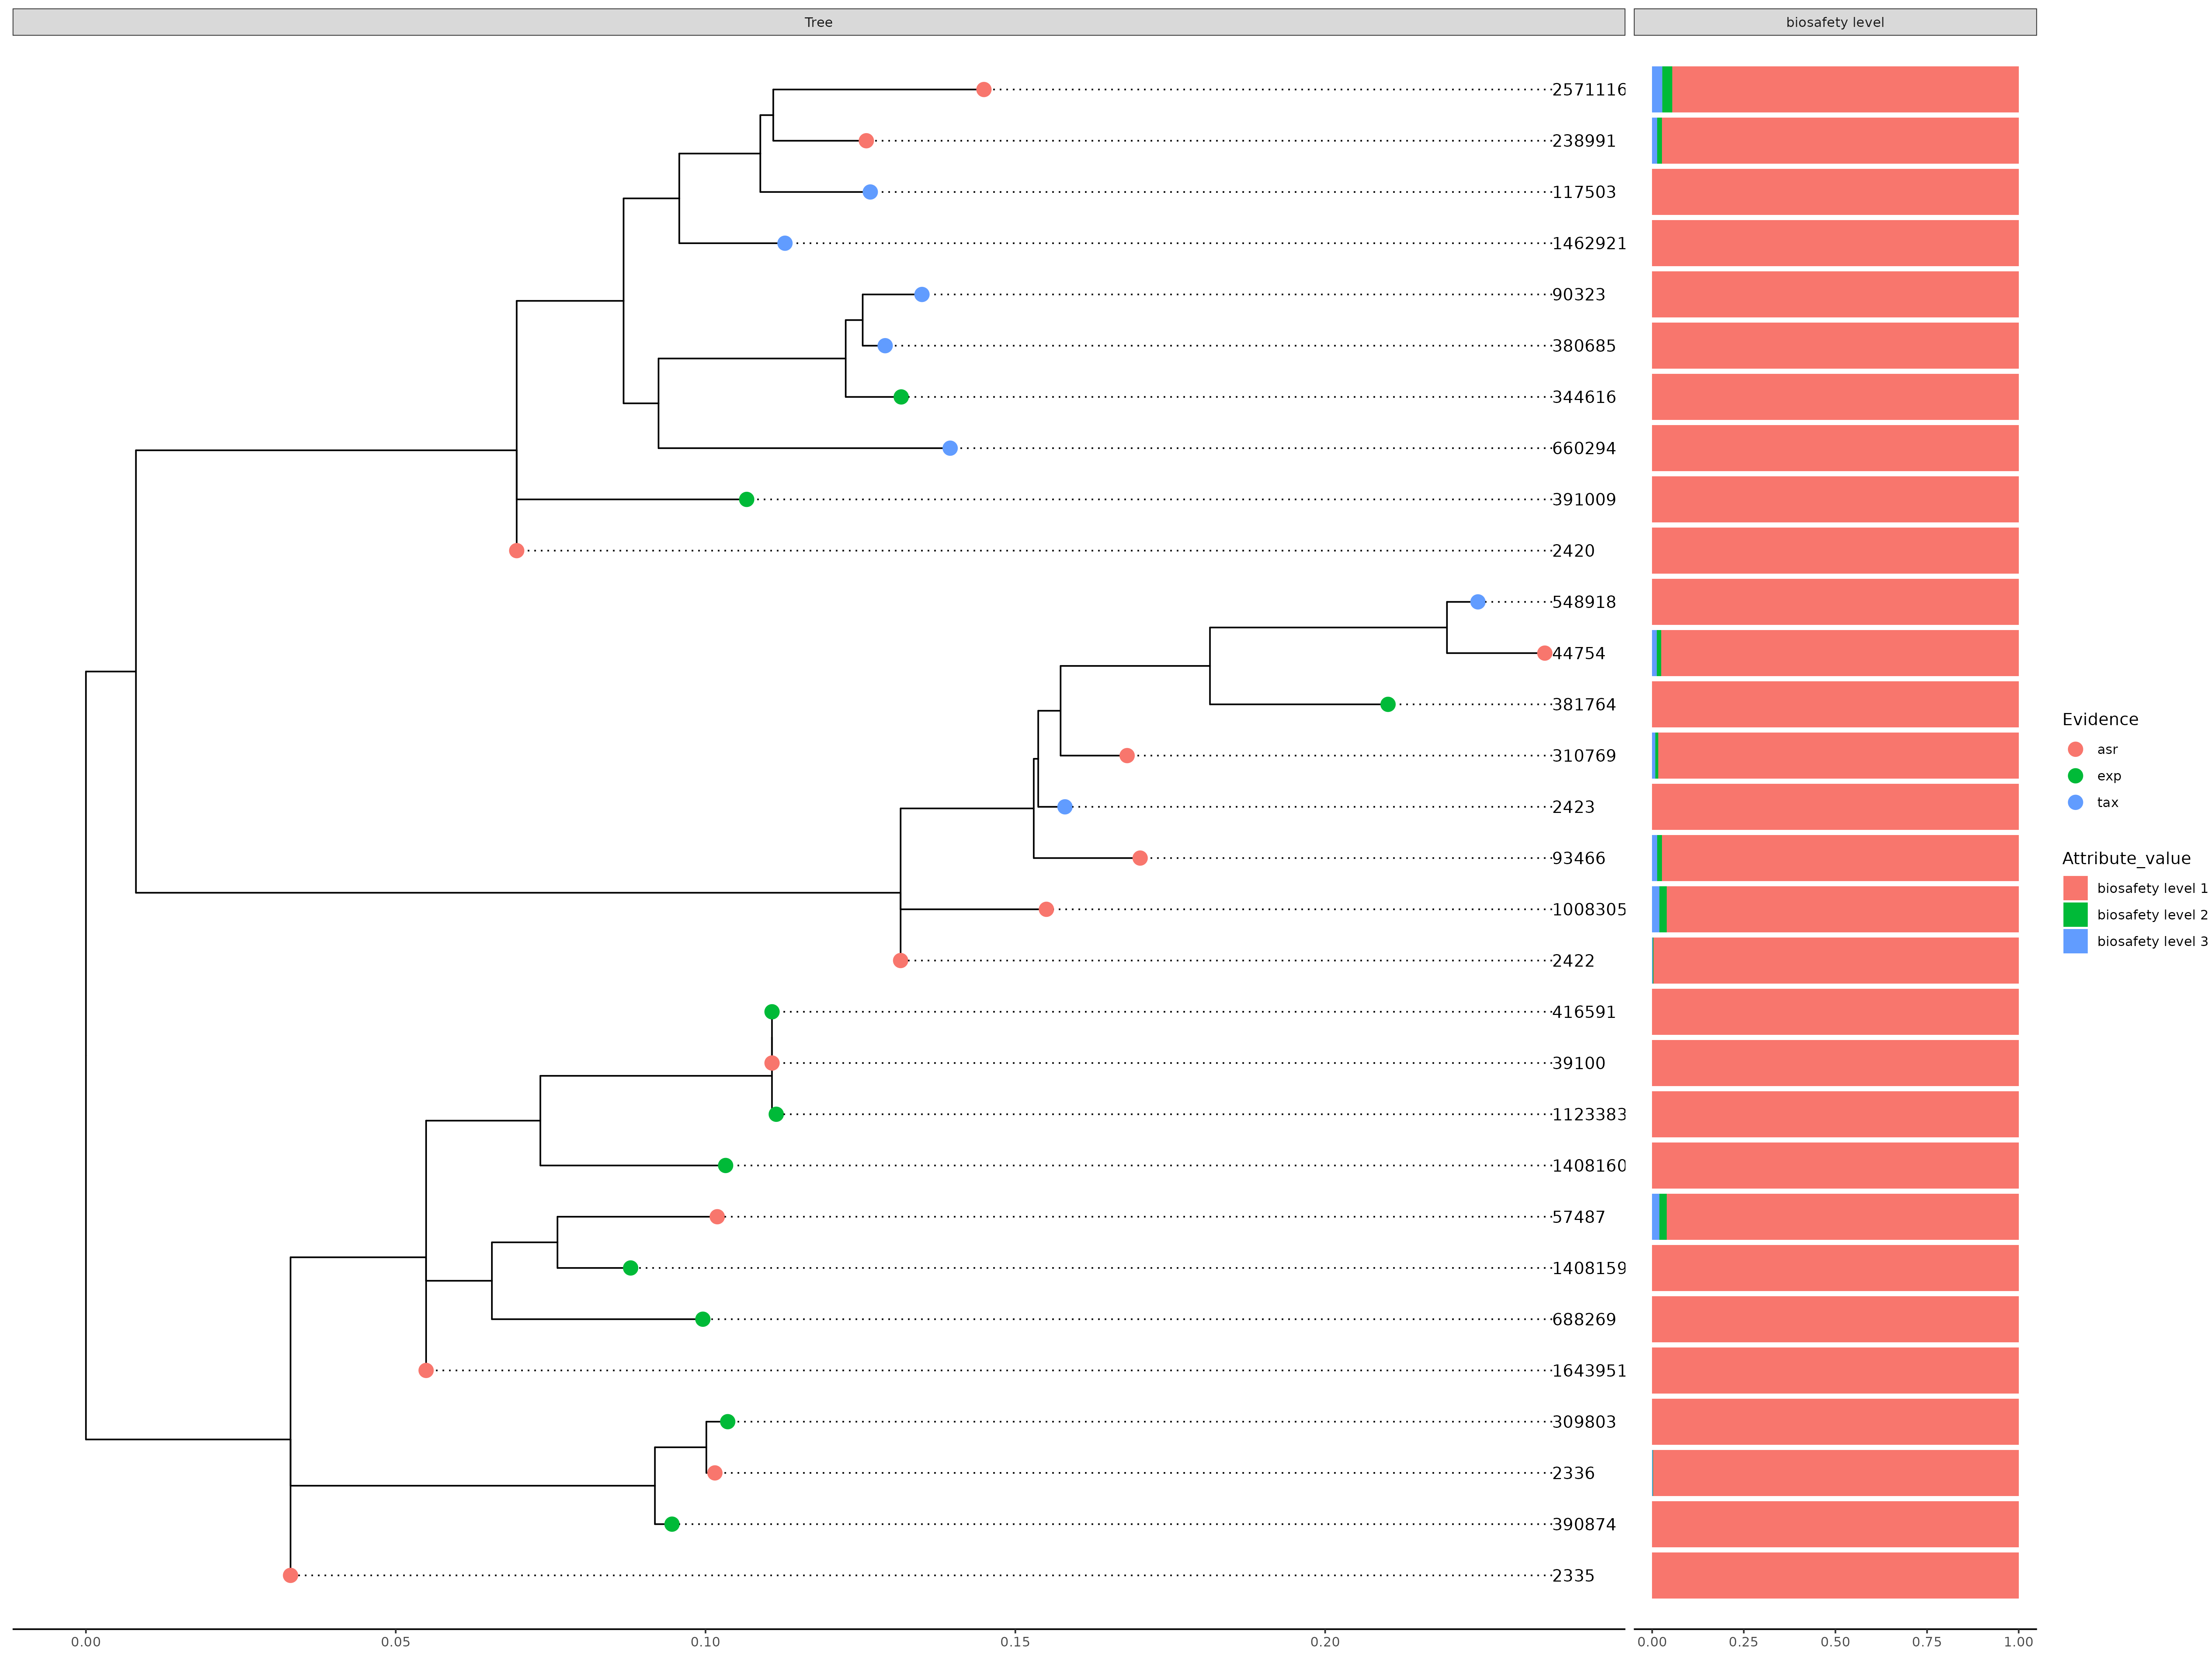 Tree
biosafety level
2571116
238991
117503
1462921
90323
380685
344616
660294
391009
2420
548918
44754
381764
310769
2423
93466
1008305
2422
416591
39100
1123383
1408160
57487
1408159
688269
1643951
309803
2336
390874
2335
0.00 0.05 0.10 0.15 0.20
0.00 0.25 0.50 0.75 1.00
Evidence
asr
exp
tax
Attribute_value
biosafety level 1
biosafety level 2
biosafety level 3